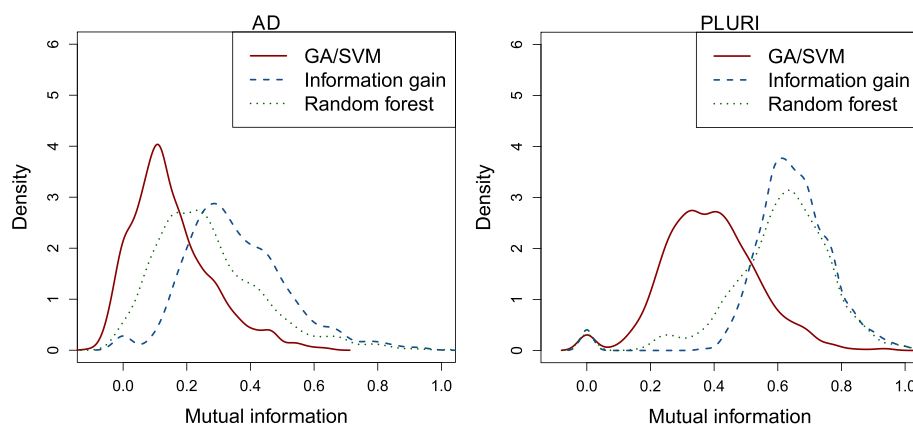 AD
GA/SVM
Information gain
Random forest
Density
0 1 2 3 4 5 6
0.0 0.2 0.4 0.6 0.8 1.0
Mutual information
PLURI
GA/SVM
Information gain
Random forest
Density
0 1 2 3 4 5 6
0.0 0.2 0.4 0.6 0.8 1.0
Mutual information